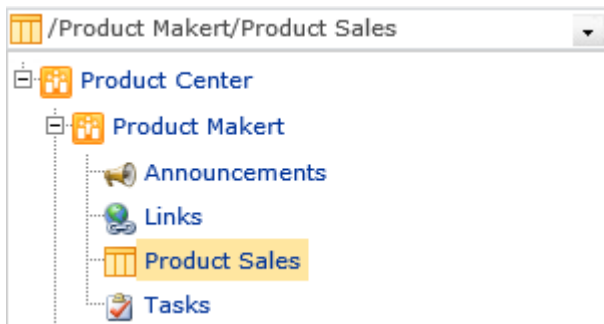 /Product Makert/Product Sales
Product Center
Product Makert
Announcements
Links
Product Sales
Tasks